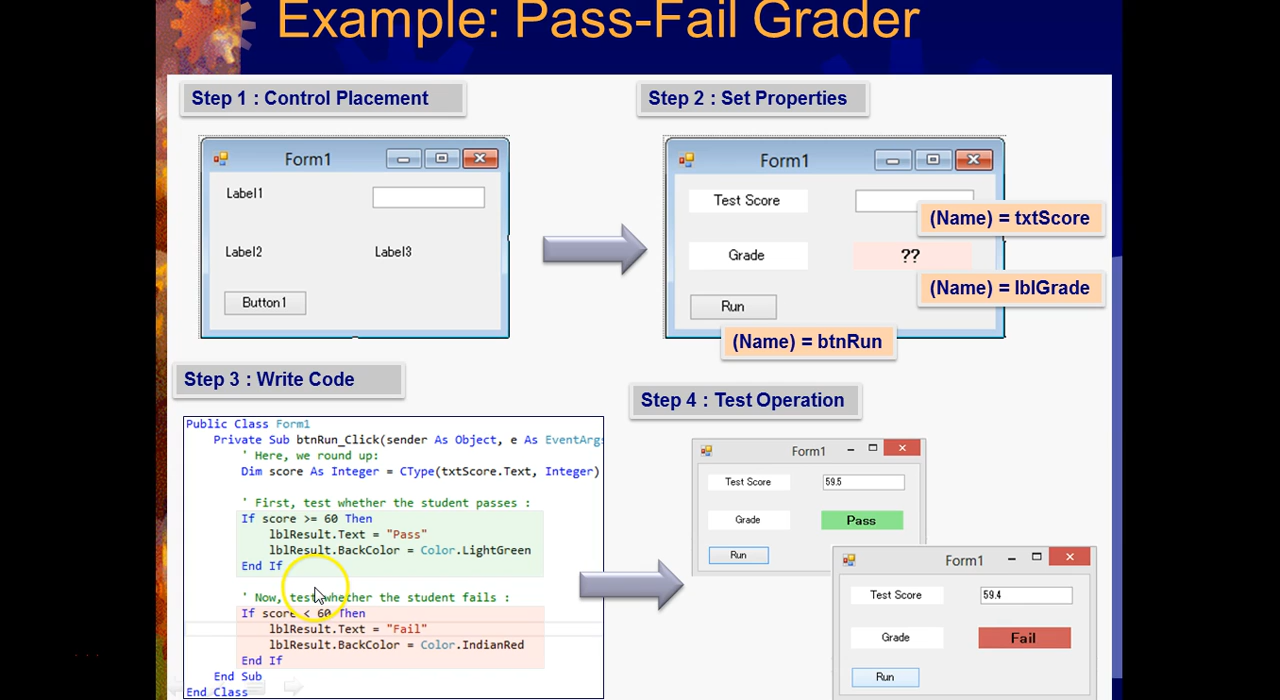 Example: Pass-Fail Grader
Step 1 : Control Placement
Form1
Label1
Label2
Label3
Button1
Step 2 : Set Properties
Form1
Test Score
(Name) = txtScore
Grade
??
(Name) = lblGrade
Run
(Name) = btnRun
Step 3 : Write Code
Public Class Form1
Private Sub btnRun_Click(sender As Object, e As EventArgs
' Here, we round up:
Dim score As Integer = CType(txtScore.Text, Integer)
' First, test whether the student passes :
If score >= 60 Then
lblResult.Text = "Pass"
lblResult.BackColor = Color.LightGreen
End If
' Now, test whether the student fails :
If score < 60 Then
lblResult.Text = "Fail"
lblResult.BackColor = Color.IndianRed
End If
End Sub
End Class
Step 4 : Test Operation
Form1
Test Score
59.5
Grade
Pass
Run
Form1
Test Score
59.4
Grade
Fail
Run